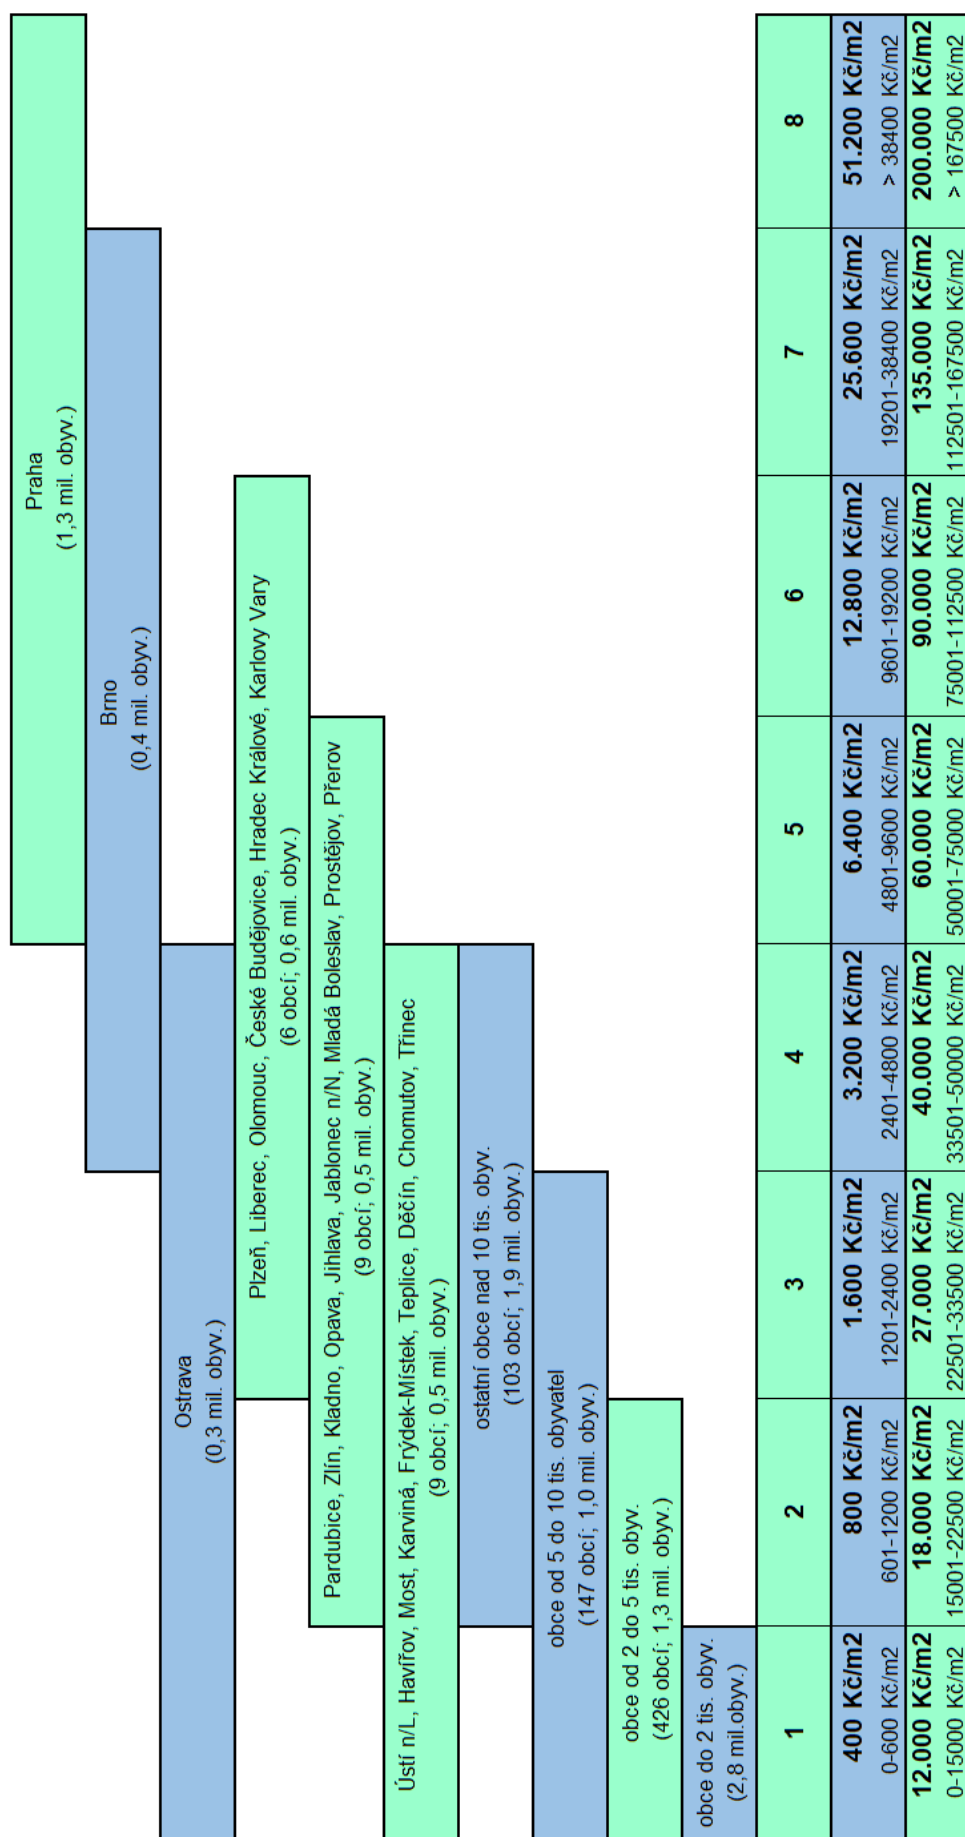 Praha
(1,3 mil. obyv.)
Brno
(0,4 mil. obyv.)
Ostrava
(0,3 mil. obyv.)
Plzeň, Liberec, Olomouc, České Budějovice, Hradec Králové, Karlovy Vary
(6 obcí; 0,6 mil. obyv.)
Pardubice, Zlín, Kladno, Opava, Jihlava, Jablonec n/N, Mladá Boleslav, Prostějov, Přerov
(9 obcí; 0,5 mil. obyv.)
Ústí n/L, Havířov, Most, Karviná, Frýdek-Místek, Teplice, Děčín, Chomutov, Třinec
(9 obcí; 0,5 mil. obyv.)
ostatní obce nad 10 tis. obyv.
(103 obcí; 1,9 mil. obyv.)
obce od 5 do 10 tis. obyvatel
(147 obcí; 1,0 mil. obyv.)
obce od 2 do 5 tis. obyv.
(426 obcí; 1,3 mil. obyv.)
obce do 2 tis. obyv.
(2,8 mil.obyv.)
1 2 3 4 5 6 7 8
400 Kč/m2 800 Kč/m2 1.600 Kč/m2 3.200 Kč/m2 6.400 Kč/m2 12.800 Kč/m2 25.600 Kč/m2 51.200 Kč/m2
0-600 Kč/m2 601-1200 Kč/m2 1201-2400 Kč/m2 2401-4800 Kč/m2 4801-9600 Kč/m2 9601-19200 Kč/m2 19201-38400 Kč/m2 > 38400 Kč/m2
12.000 Kč/m2 18.000 Kč/m2 27.000 Kč/m2 40.000 Kč/m2 60.000 Kč/m2 90.000 Kč/m2 135.000 Kč/m2 200.000 Kč/m2
0-15000 Kč/m2 15001-22500 Kč/m2 22501-33500 Kč/m2 33501-50000 Kč/m2 50001-75000 Kč/m2 75001-112500 Kč/m2 112501-167500 Kč/m2 > 167500 Kč/m2